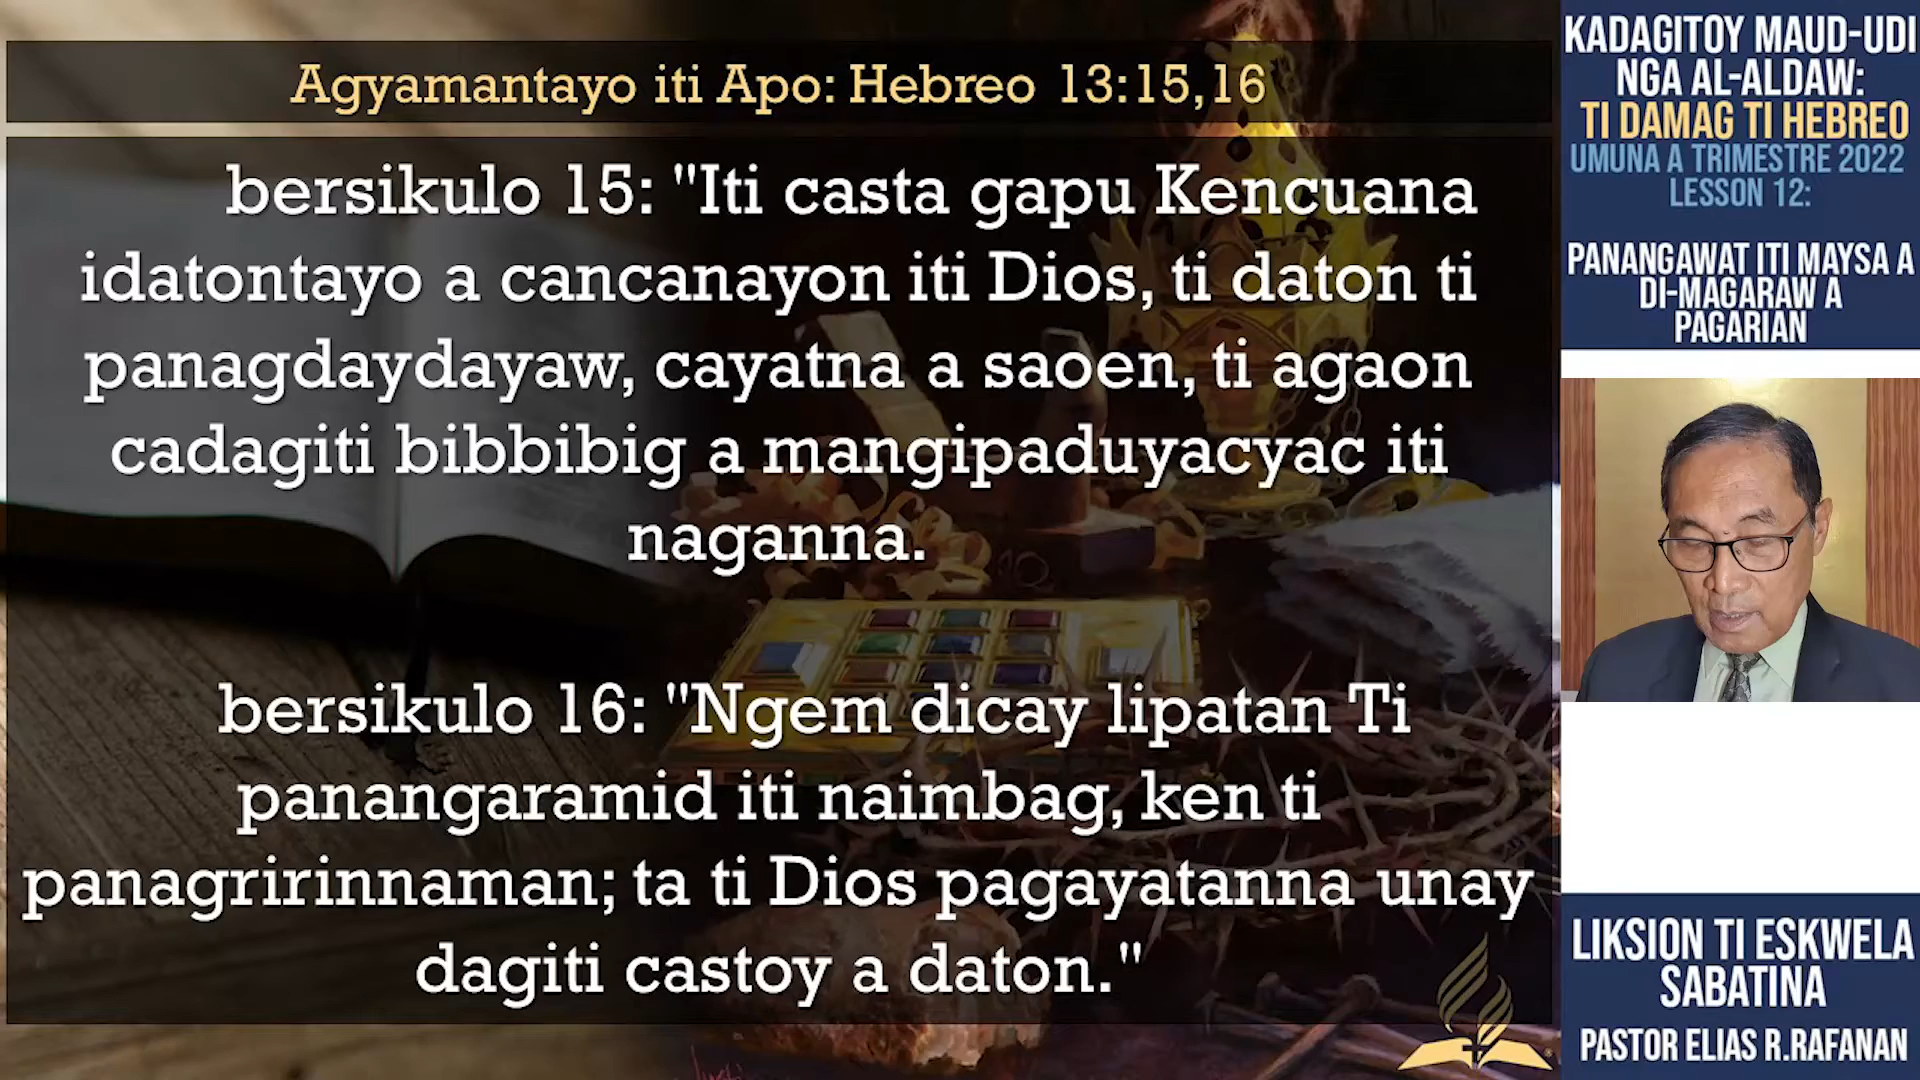 Agyamantayo iti Apo: Hebreo 13:15,16
bersikulo 15: "Iti casta gapu Kencuana
idatontayo a cancanayon iti Dios, ti daton ti
panagdaydayaw, cayatna a saoen, ti agaon
cadagiti bibbibig a mangipaduyacyac iti
naganna.
bersikulo 16: "Ngem dicay lipatan Ti
panangaramid iti naimbag, ken ti
panagririnnaman; ta ti Dios pagayatanna unay
dagiti castoy a daton."
KADAGITOY MAUD-UDI
NGA AL-ALDAW:
TI DAMAG TI HEBREO
UMUNA A TRIMESTRE 2022
LESSON 12:
PANANGAWAT ITI MAYSA A
DI-MAGARAW A
PAGARIAN
LIKSION TI ESKWELA
SABATINA
PASTOR ELIAS R.RAFANAN